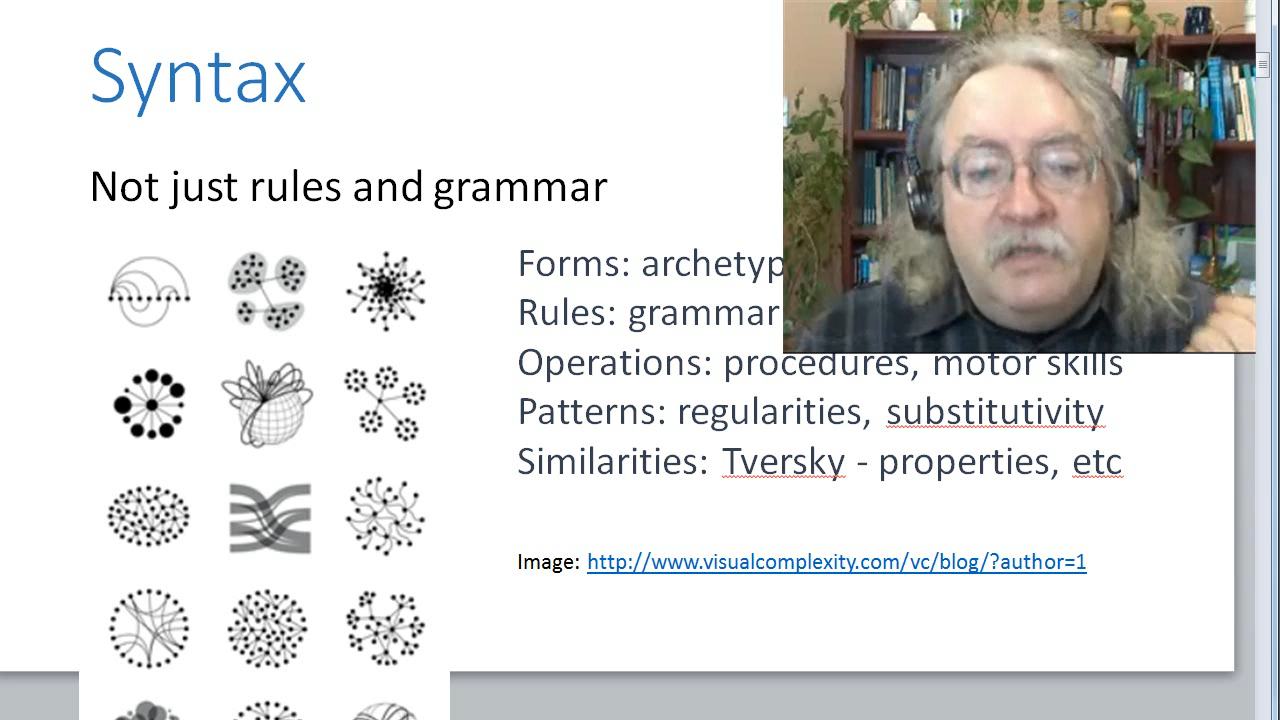 Syntax
Not just rules and grammar
Forms:
Rules: grammar
Operations: procedures, motor skills
Patterns: regularities, substitutivity
Similarities: Tversky - properties, etc
Image: http://www.visualcomplexity.com/vc/blog/?author=1